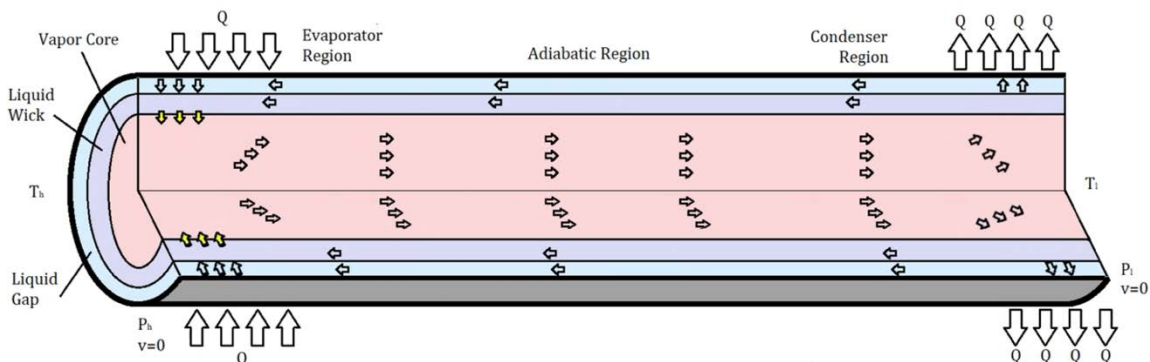 Q
Q Q Q Q
Vapor Core
Evaporator
Region
Adiabatic Region
Condenser
Region
Liquid
Wick
Th
Tl
Liquid
Gap
Pl
v=0
Ph
v=0
Q
Q Q Q Q